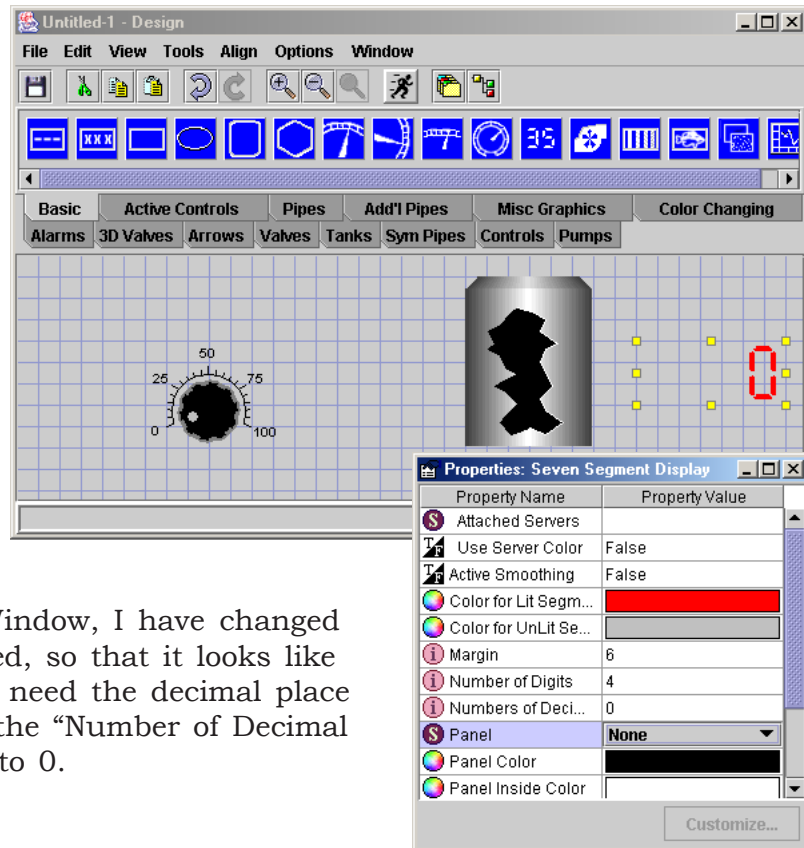 Untitled-1 - Design
File Edit View Tools Align Options Window
xxx
35
Basic Active Controls Pipes Add'l Pipes Misc Graphics Color Changing
Alarms 3D Valves Arrows Valves Tanks Sym Pipes Controls Pumps
50
25 75
0 100
0
Properties: Seven Segment Display
Property Name Property Value
S Attached Servers
T/F Use Server Color False
T/F Active Smoothing False
Color for Lit Segm...
Color for UnLit Se...
i Margin 6
i Number of Digits 4
i Numbers of Deci... 0
S Panel None
Panel Color
Panel Inside Color
Customize...
Window, I have changed
ed, so that it looks like
need the decimal place
the “Number of Decimal
to 0.